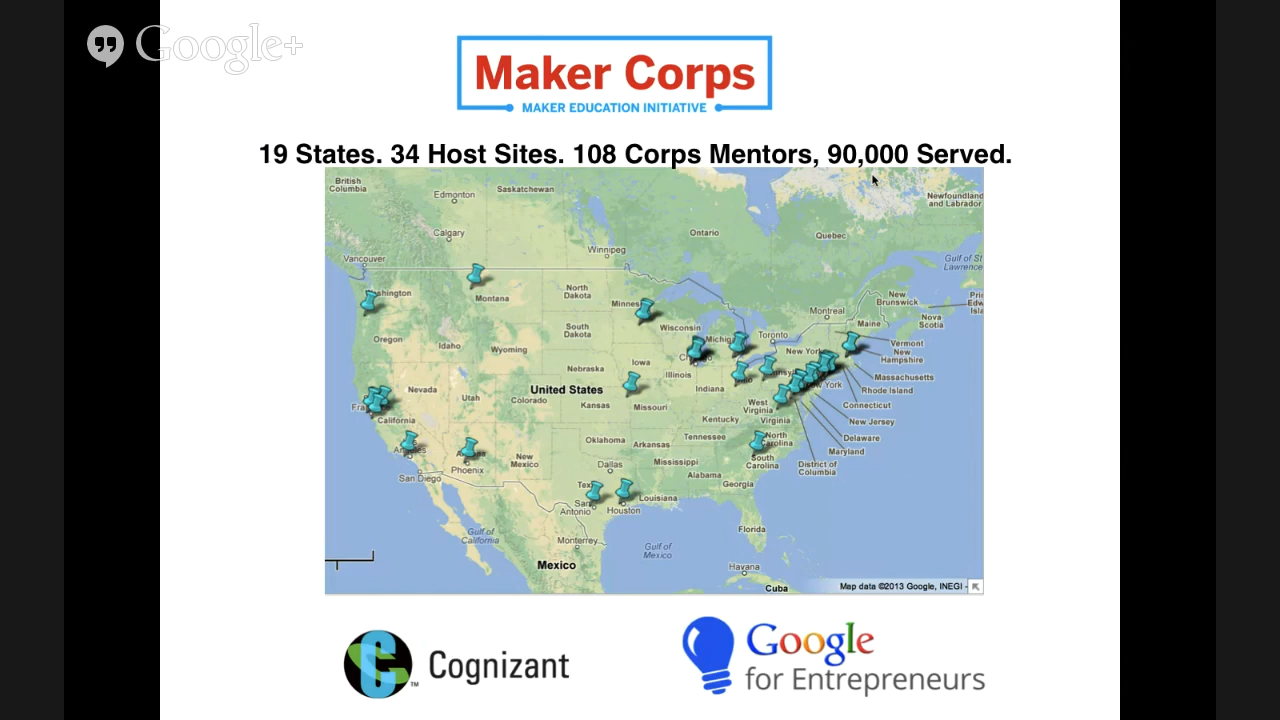 Google+
Maker Corps
MAKER EDUCATION INITIATIVE
19 States. 34 Host Sites. 108 Corps Mentors, 90,000 Served.
British
Columbia
Edmonton
Saskatchewan
Newfoundland
and Labrador
Calgary
Ontario
Quebec
Winnipeg
Vancouver
Gulf of St
Lawrence
Montana
North
Dakota
New
Brunswick
Montreal
Maine
Nova
Scotia
Oregon
Idaho
Wyoming
South
Dakota
Wisconsin
Toronto
Vermont
New
Hampshire
Iowa
Nebraska
Illinois
Indiana
Massachusetts
Rhode Island
Nevada
Utah
Colorado
United States
Kansas
Missouri
West
Virginia
Virginia
Kentucky
Connecticut
New Jersey
California
Delaware
Maryland
District of
Columbia
Oklahoma
Arkansas
Tennessee
North
Carolina
South
Carolina
Phoenix
New
Mexico
San Diego
Dallas
Mississippi
Alabama
Georgia
San
Antonio
Houston
Louisiana
Florida
Gulf of
California
Monterrey
Gulf of
Mexico
Mexico
Havana
Cuba
Map data ©2013 Google, INEGI -
Cognizant
TM
Google
for Entrepreneurs